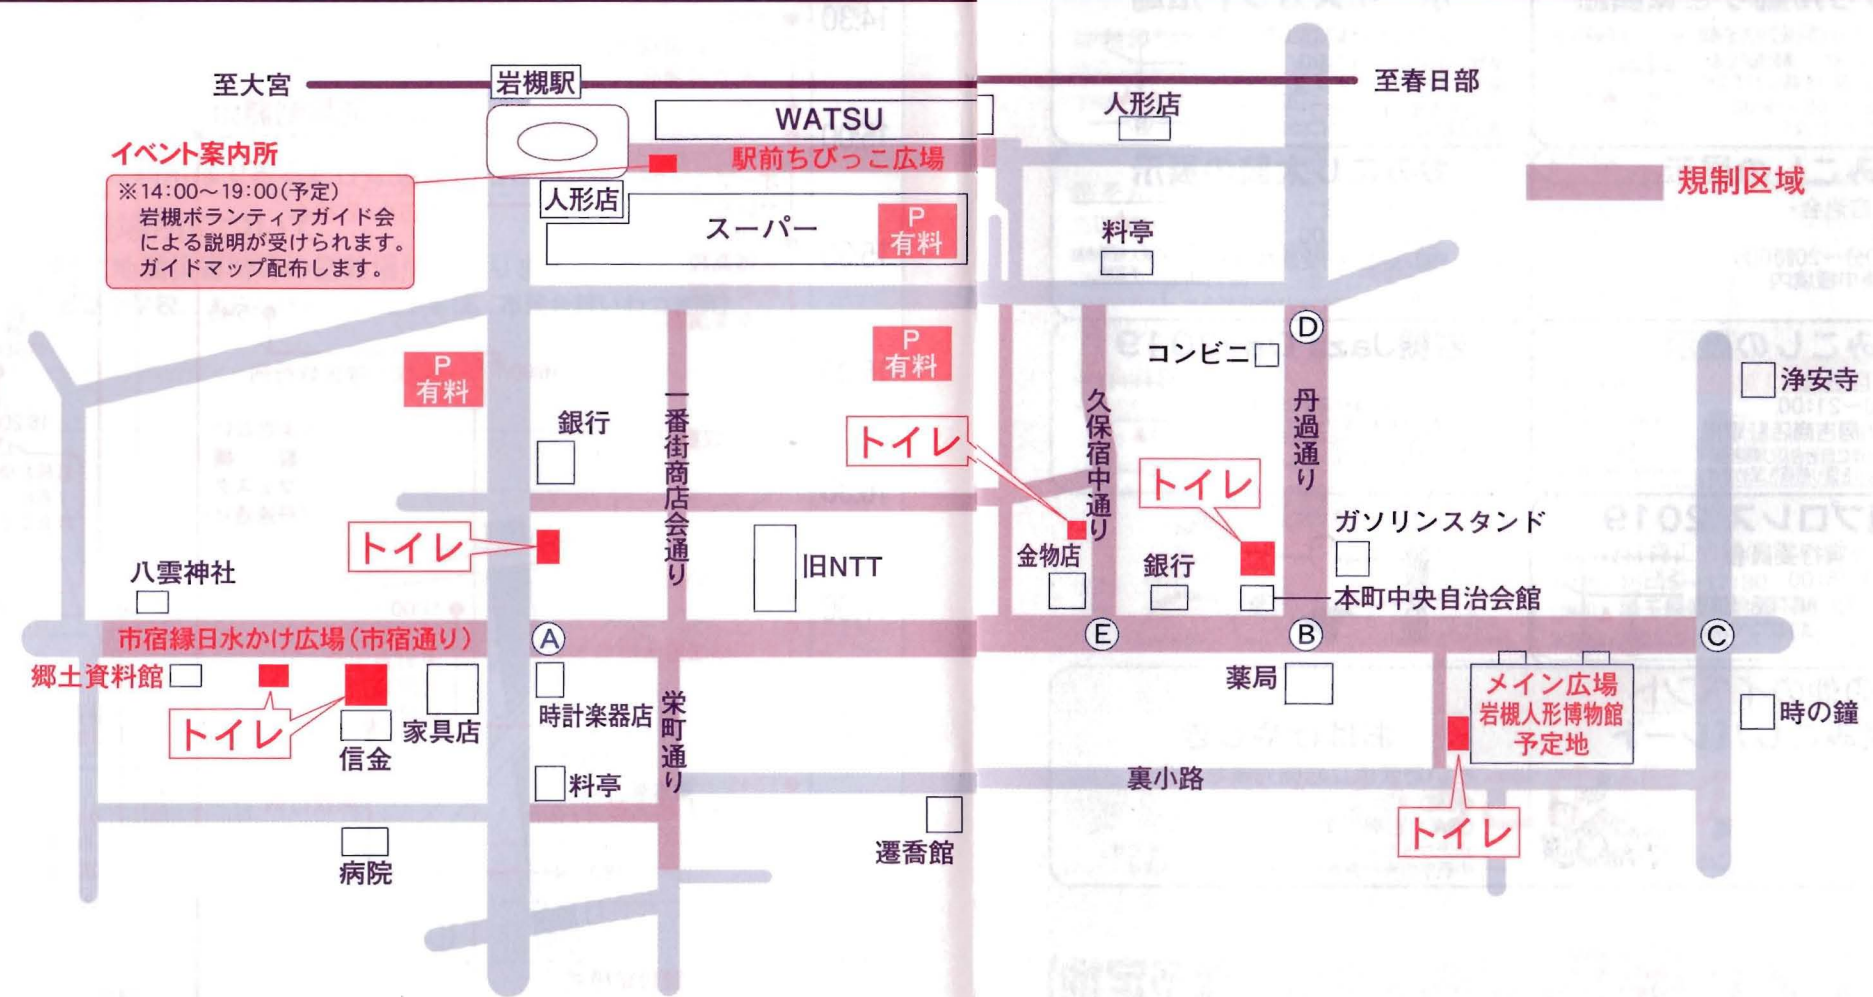 至大宮
岩槻駅
至春日部
WATSU
人形店
イベント案内所
駅前ちびっこ広場
※14:00～19:00(予定)
岩槻ボランティアガイド会
による説明が受けられます。
ガイドマップ配布します。
規制区域
人形店
スーパー
P
有料
料亭
D
コンビニ
P
有料
P
有料
浄安寺
銀行
一番街商店会通り
トイレ
久保宿中通り
丹過通り
トイレ
トイレ
旧NTT
金物店
銀行
ガソリンスタンド
本町中央自治会館
八雲神社
市宿縁日水かけ広場(市宿通り)
A
E
B
C
郷土資料館
トイレ
信金
家具店
時計楽器店
栄町通り
薬局
メイン広場
岩槻人形博物館
予定地
時の鐘
料亭
裏小路
トイレ
病院
遷喬館